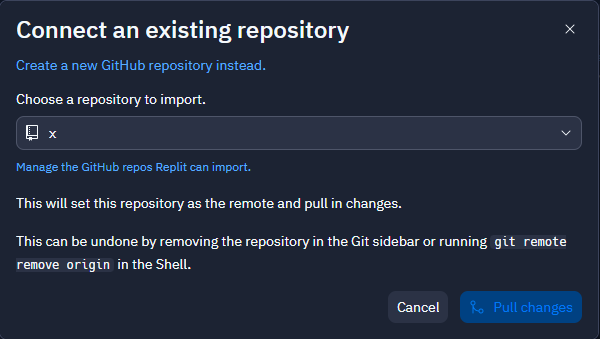 Connect an existing repository
Create a new GitHub repository instead.
Choose a repository to import.
x
Manage the GitHub repos Replit can import.
This will set this repository as the remote and pull in changes.
This can be undone by removing the repository in the Git sidebar or running git remote
remove origin in the Shell.
Cancel
Pull changes